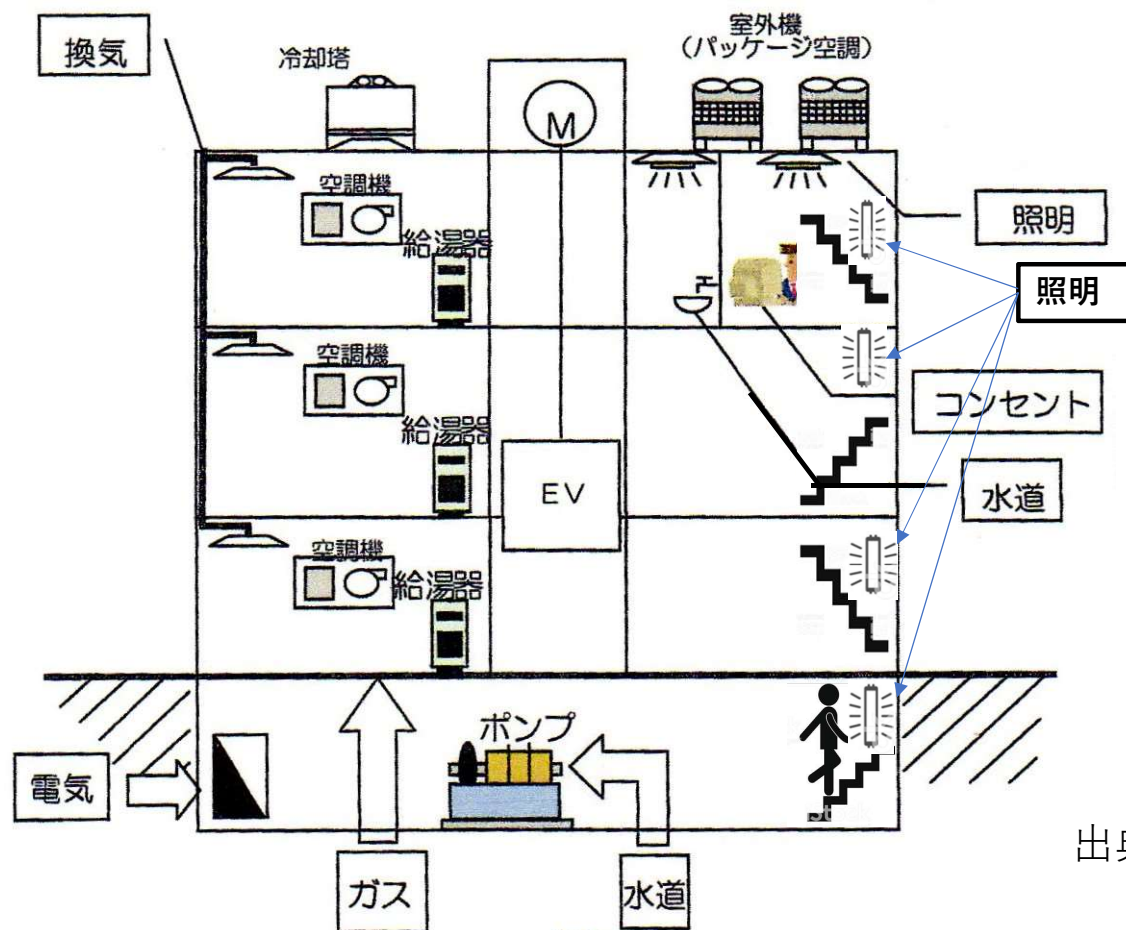 換気
冷却塔
室外機
(パッケージ空調)
M
空調機
給湯器
照明
照明
空調機
給湯器
コンセント
EV
水道
空調機
給湯器
ポンプ
電気
ガス
水道